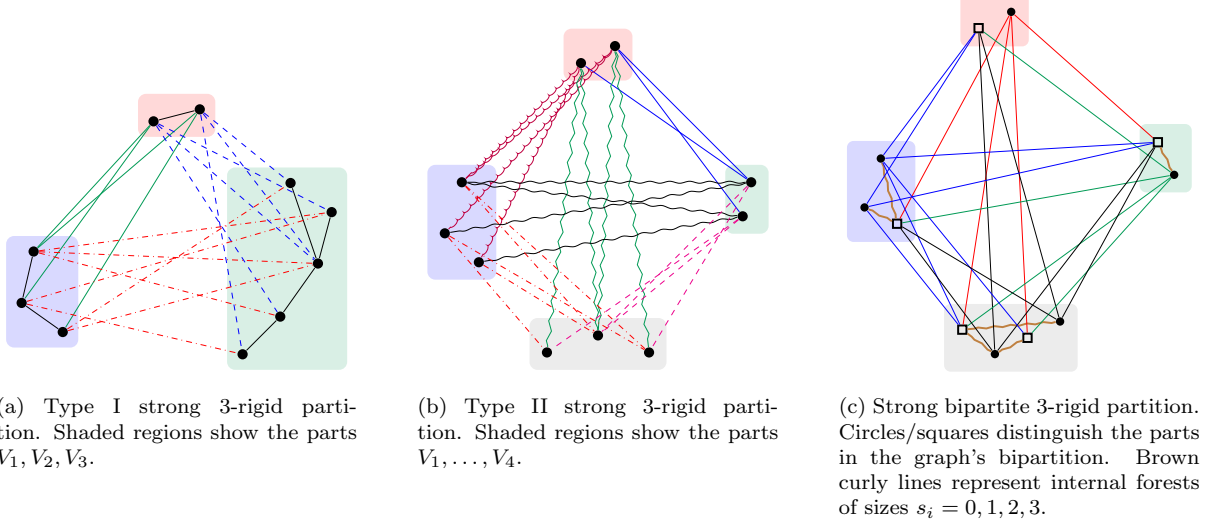 (a) Type I strong 3-rigid parti-
tion. Shaded regions show the parts
V₁, V₂, V₃.
(b) Type II strong 3-rigid parti-
tion. Shaded regions show the parts
V₁, . . . , V₄.
(c) Strong bipartite 3-rigid partition.
Circles/squares distinguish the parts
in the graph's bipartition. Brown
curly lines represent internal forests
of sizes sᵢ = 0, 1, 2, 3.